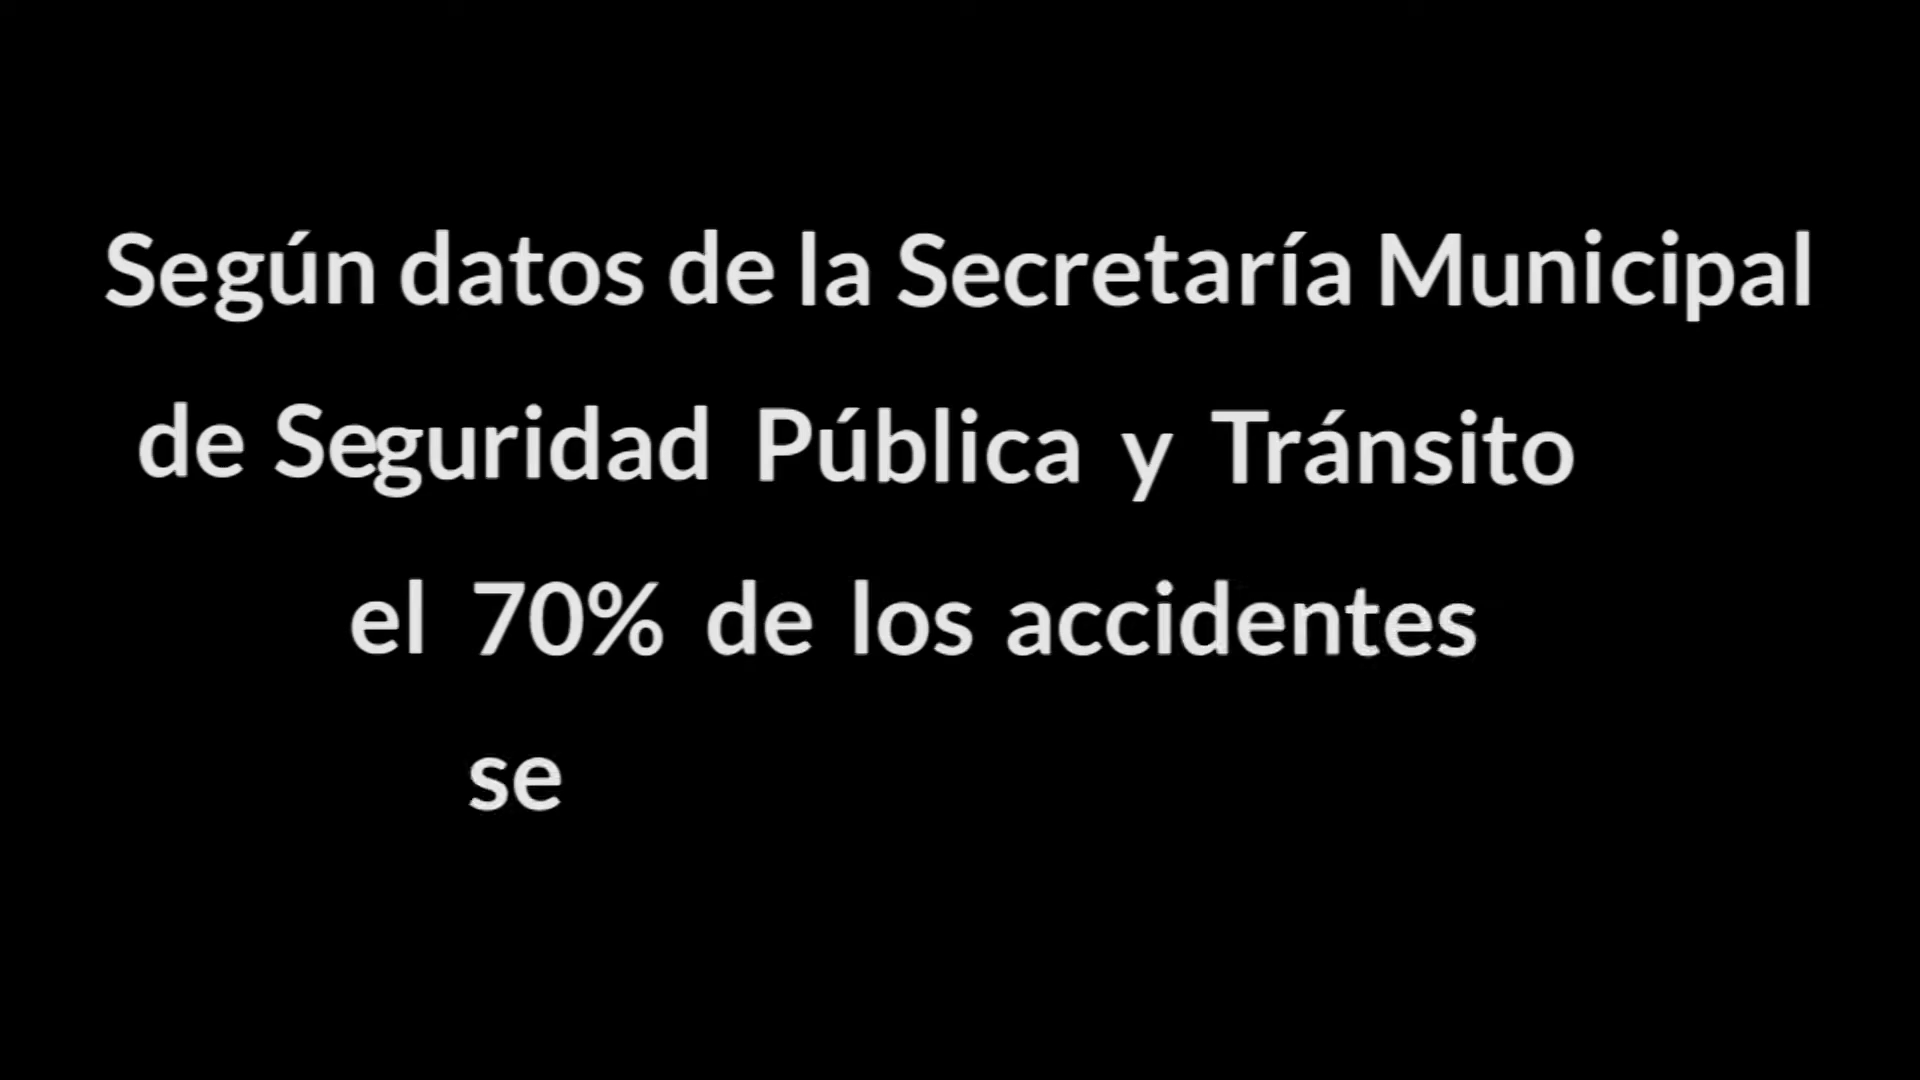 Según datos de la Secretaría Municipal
de Seguridad Pública y Tránsito
el 70% de los accidentes
se